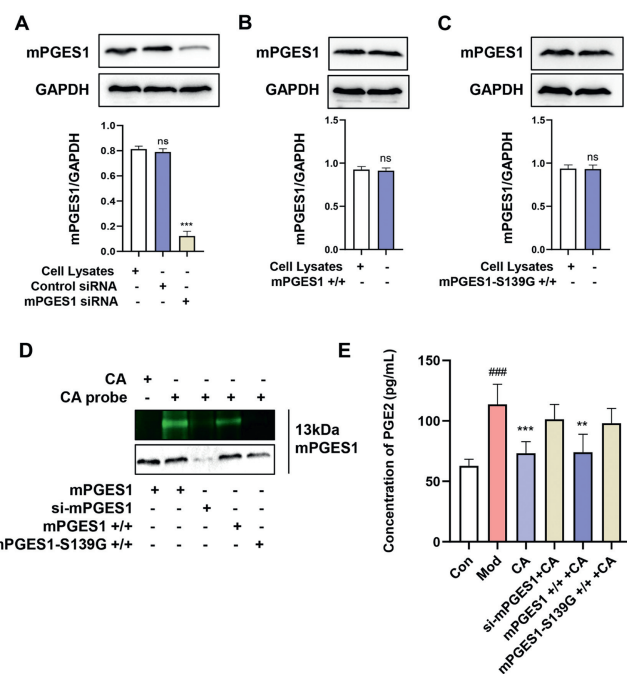 A
mPGES1
GAPDH
mPGES1/GAPDH
1.0
0.8
0.6
0.4
0.2
0.0
ns
***
Cell Lysates + - -
Control siRNA - + -
mPGES1 siRNA - - +
B
mPGES1
GAPDH
mPGES1/GAPDH
1.5
1.0
0.5
0.0
ns
Cell Lysates + -
mPGES1 +/+ - -
C
mPGES1
GAPDH
mPGES1/GAPDH
1.5
1.0
0.5
0.0
ns
Cell Lysates + -
mPGES1-S139G +/+ - -
D
CA + - - - -
CA probe - + + + +
13kDa
mPGES1
mPGES1 + + - - -
si-mPGES1 - - + - -
mPGES1 +/+ - - - + -
mPGES1-S139G +/+ - - - - +
E
Concentration of PGE2 (pg/mL)
150
100
50
0
###
***
**
Con
Mod
CA
si-mPGES1+CA
mPGES1 +/+ +CA
mPGES1-S139G +/+ +CA